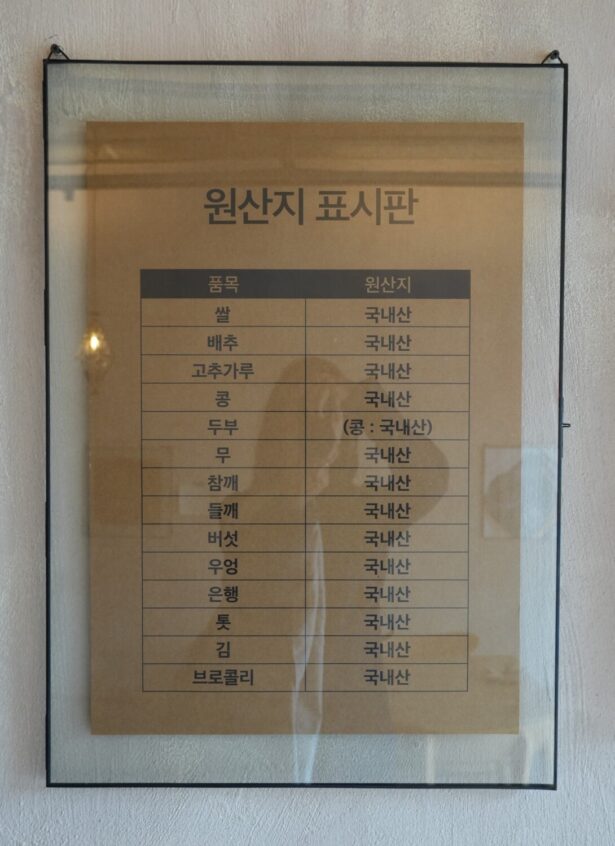 원산지 표시판
품목 원산지
쌀 국내산
배추 국내산
고추가루 국내산
콩 국내산
두부 (콩 : 국내산)
무 국내산
참깨 국내산
들깨 국내산
버섯 국내산
우엉 국내산
은행 국내산
톳 국내산
김 국내산
브로콜리 국내산